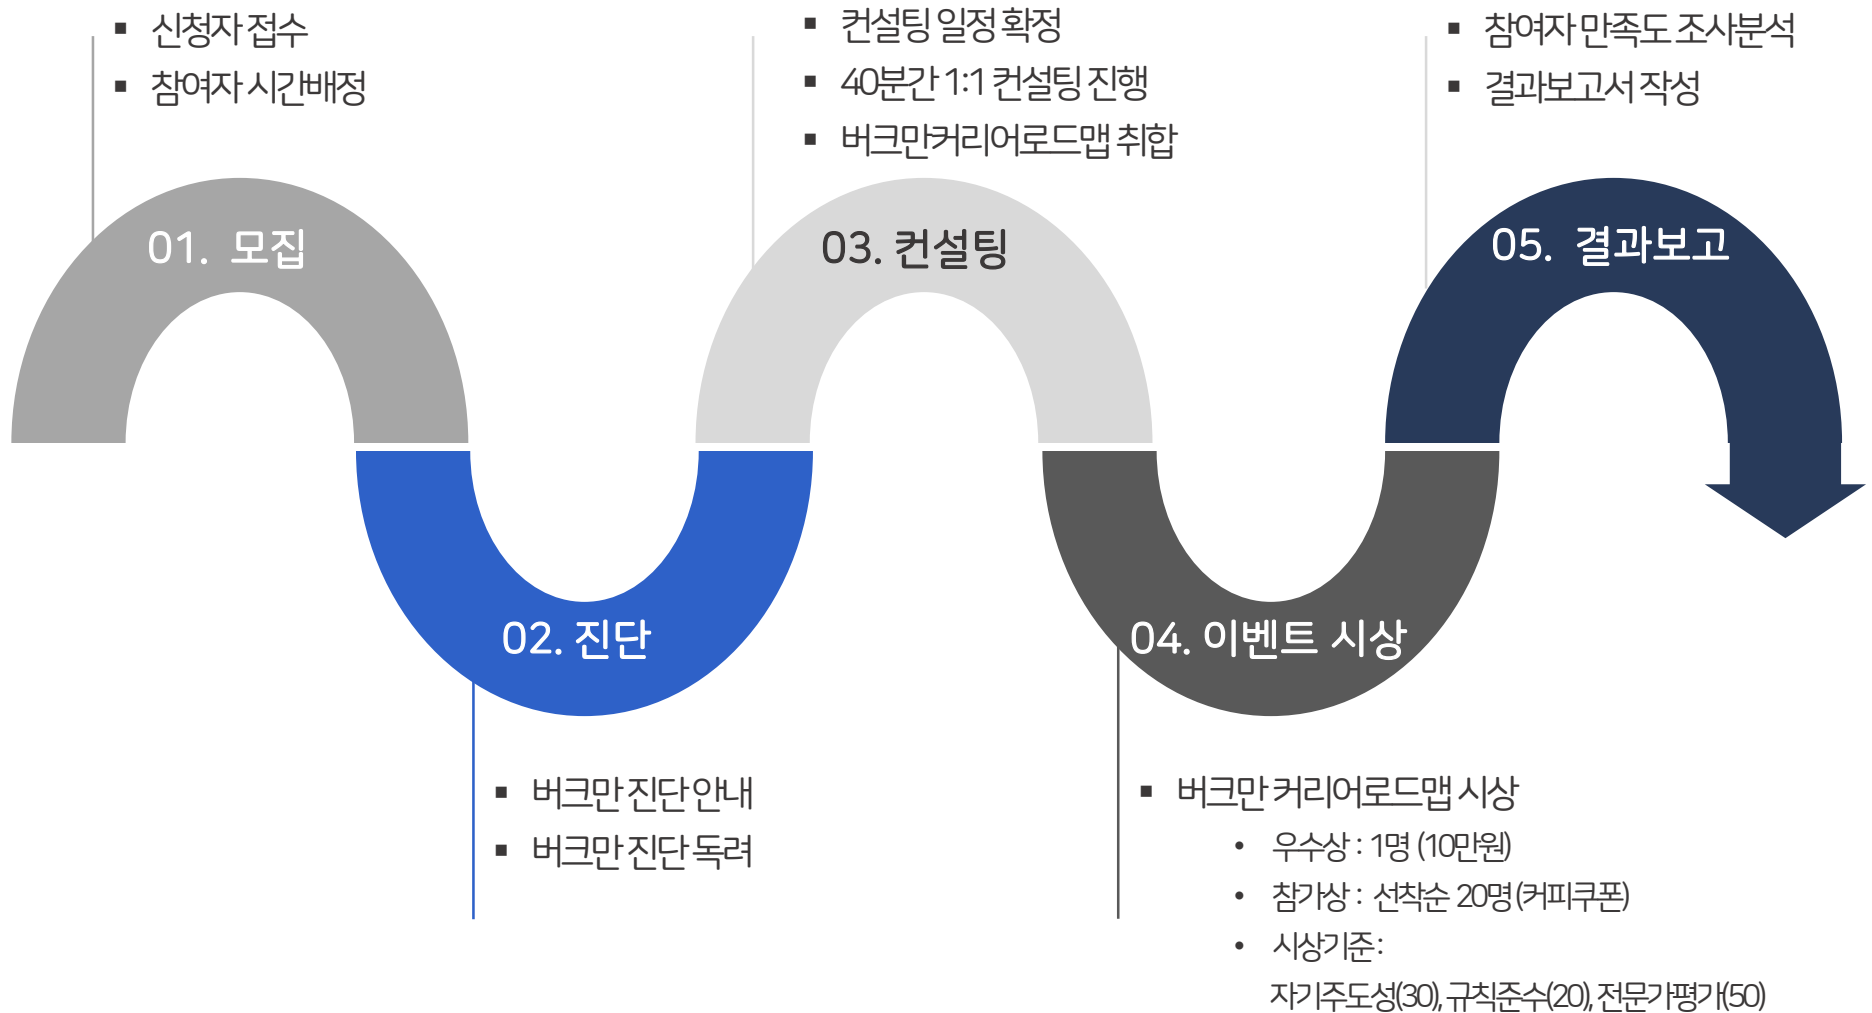 신청자 접수
참여자 시간배정
01. 모집
버크만 진단 안내
버크만 진단 독려
02. 진단
컨설팅 일정 확정
40분간 1:1 컨설팅 진행
버크만커리어로드맵 취합
03. 컨설팅
04. 이벤트 시상
버크만 커리어로드맵 시상
우수상 : 1명 (10만원)
참가상 : 선착순 20명(커피쿠폰)
시상기준 :
자기주도성(30), 규칙준수(20), 전문가평가(50)
참여자 만족도 조사분석
결과보고서 작성
05. 결과보고